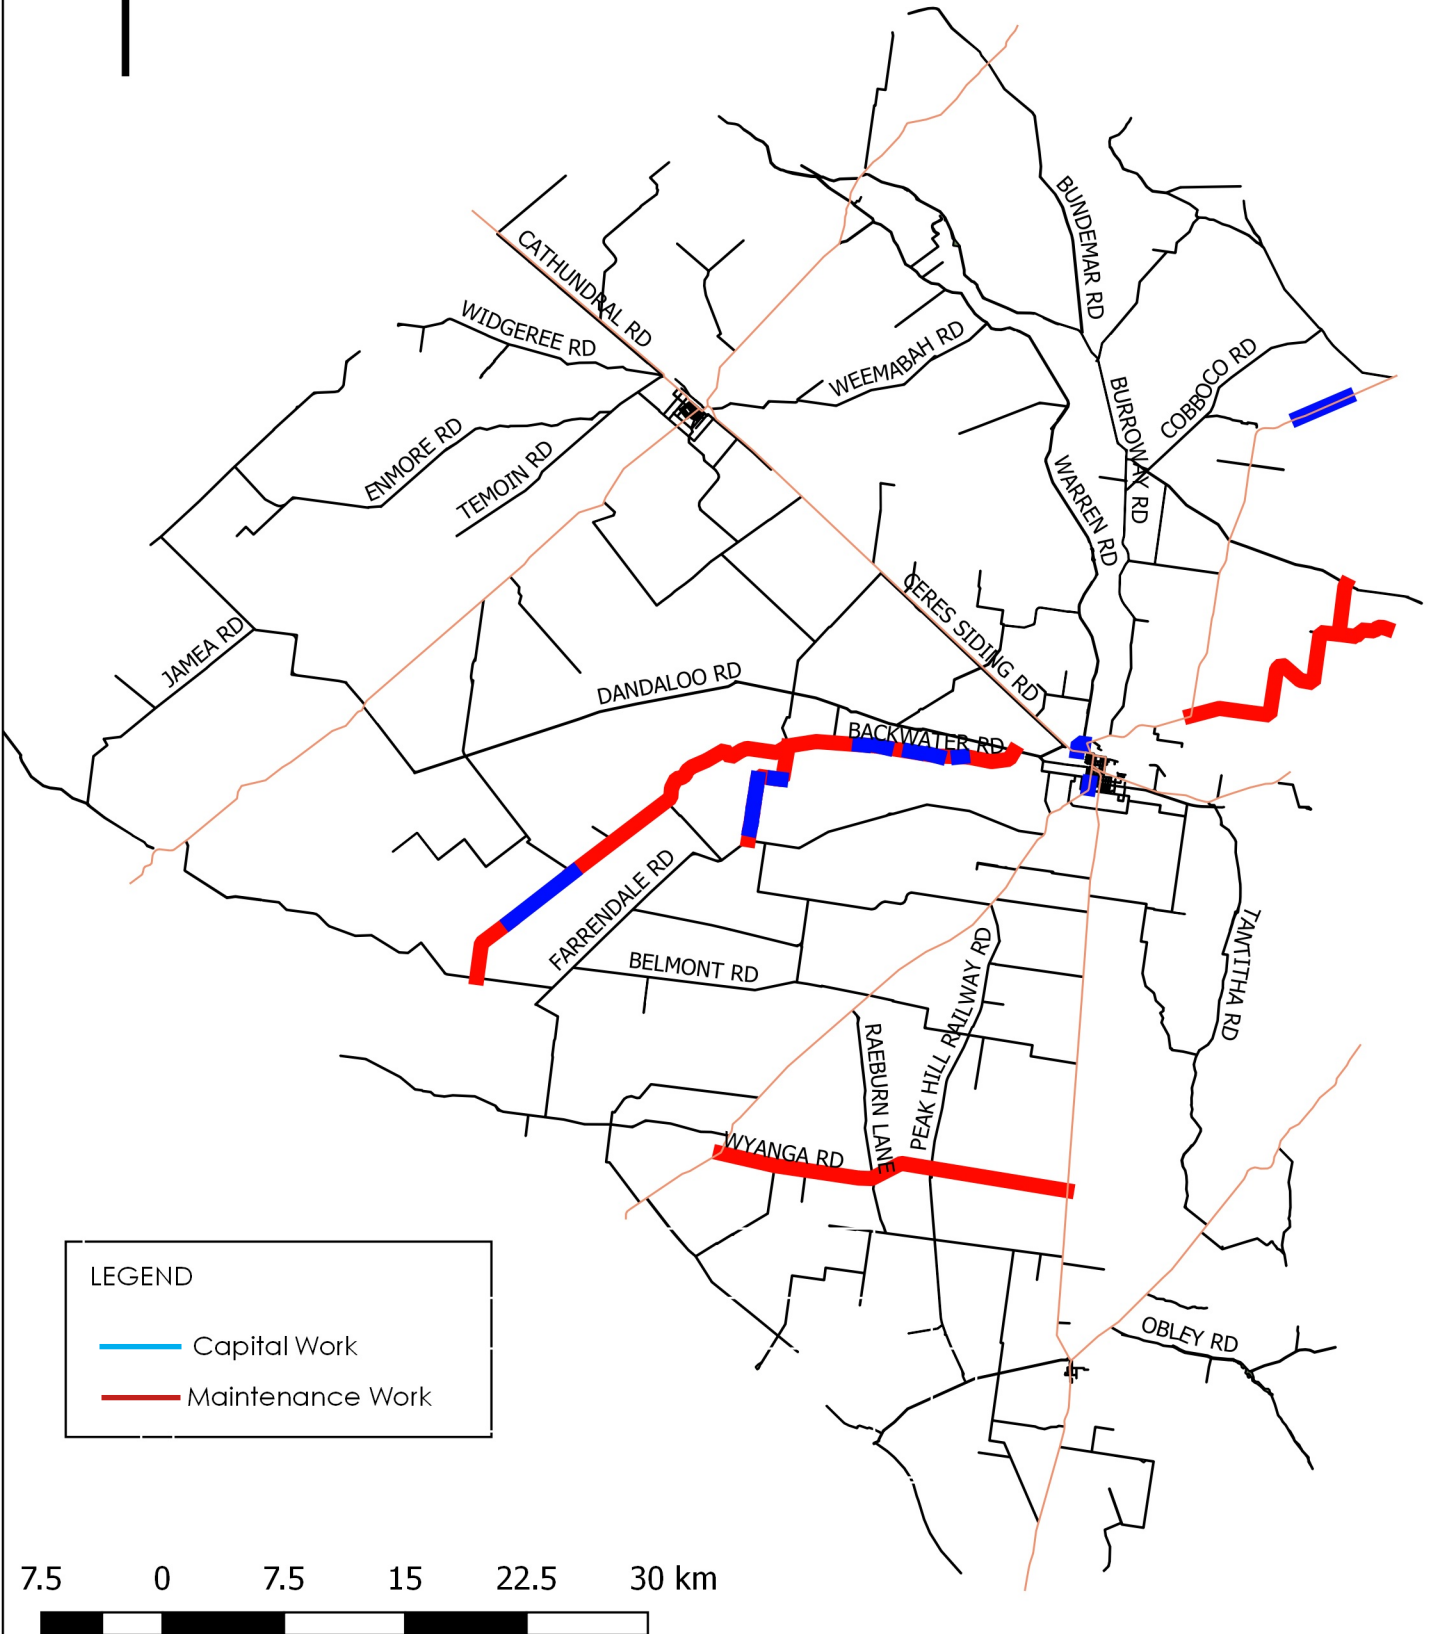 BUNDEMAR RD
CATHUNDRAL RD
WIDGEREE RD
WEEMABAH RD
COBBOCO RD
BURROWAY RD
ENMORE RD
TEMOIN RD
WARREN RD
CERES SIDING RD
JAMEA RD
DANDALOO RD
BACKWATER RD
FARRENDALE RD
TANTITHA RD
BELMONT RD
PEAK HILL RAILWAY RD
RAEBURN LANE
WYANGA RD
OBLEY RD
LEGEND
Capital Work
Maintenance Work
7.5 0 7.5 15 22.5 30 km